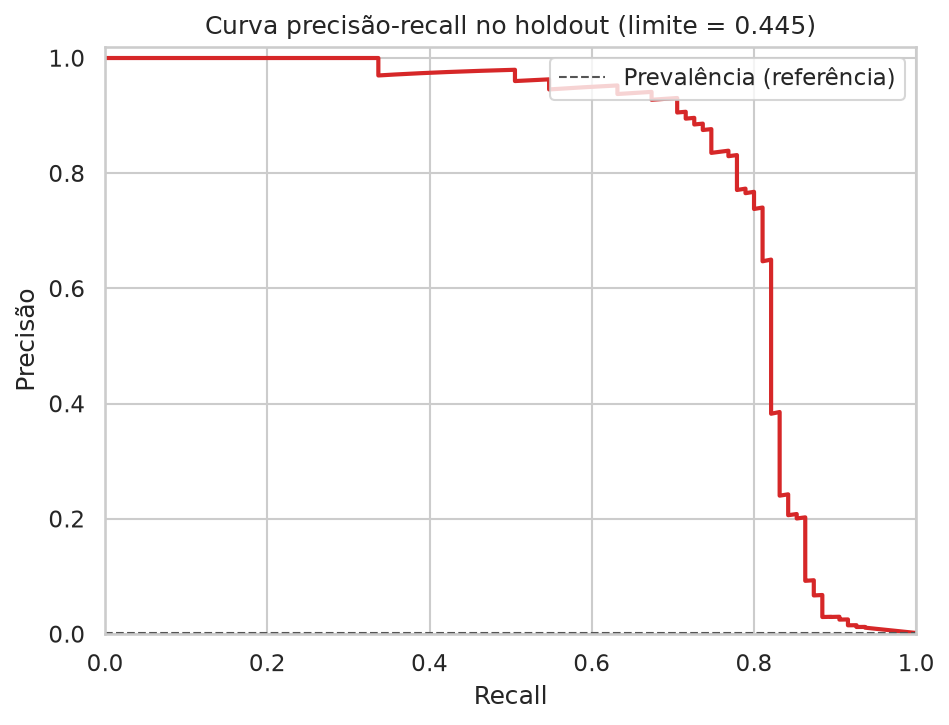 Curva precisão-recall no holdout (limite = 0.445)
1.0
Prevalência (referência)
0.8
0.6
Precisão
0.4
0.2
0.0
0.0 0.2 0.4 0.6 0.8 1.0
Recall